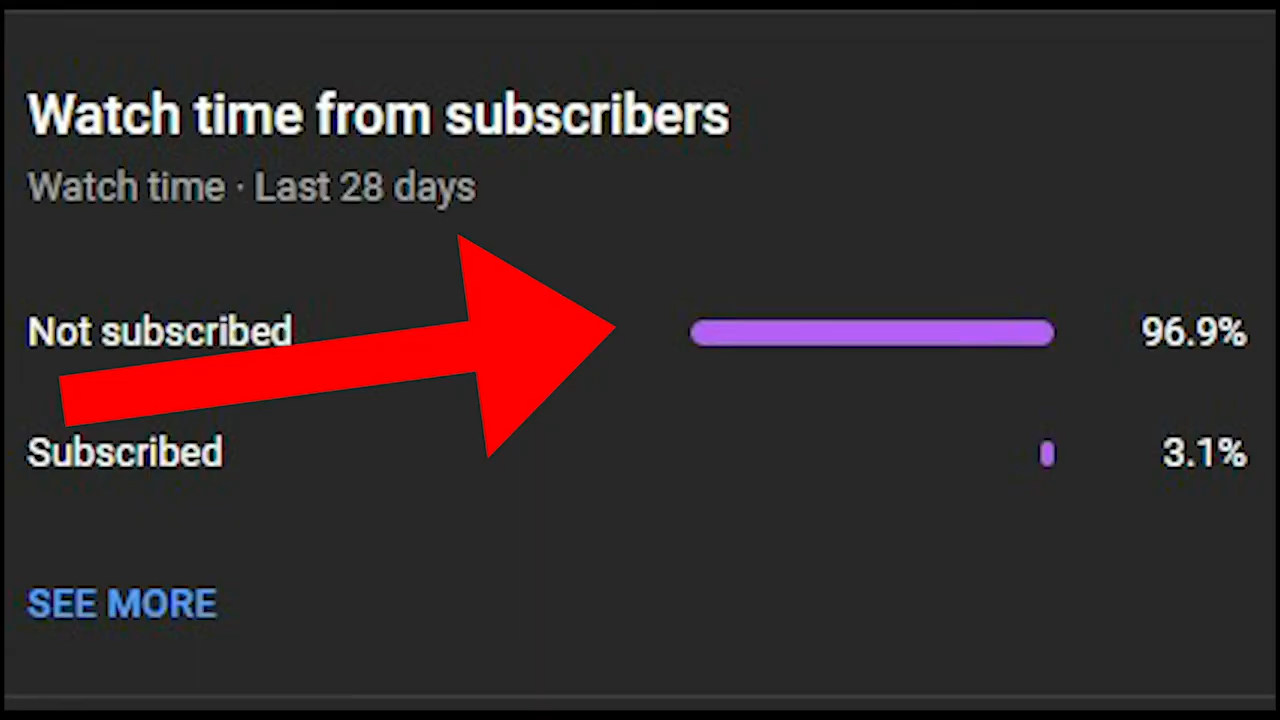 Watch time from subscribers
Watch time · Last 28 days
Not subscribed 96.9%
Subscribed 3.1%
SEE MORE